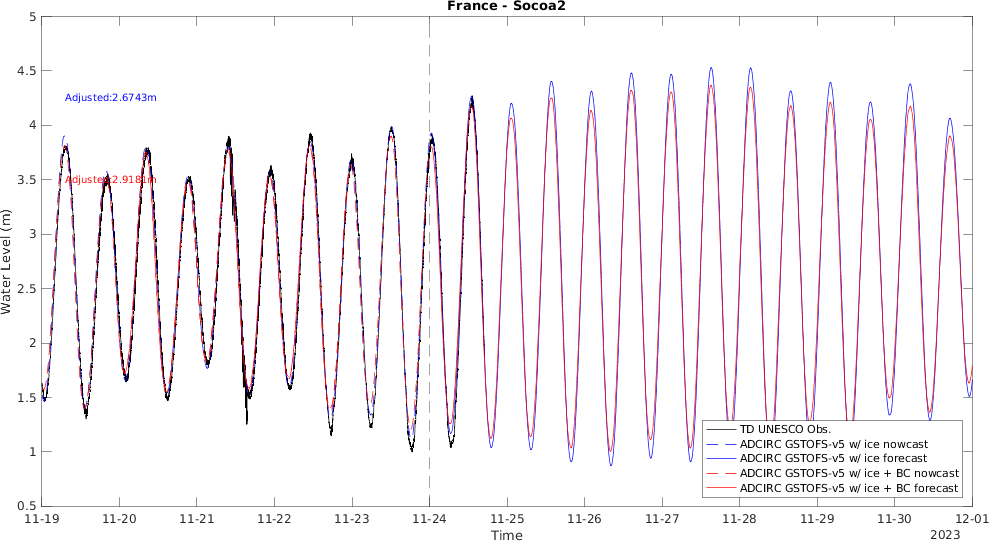 France - Socoa2
5
4.5
4
3.5
3
2.5
2
1.5
1
0.5
Water Level (m)
Adjusted:2.6743m
Adjusted:2.9181m
TD UNESCO Obs.
ADCIRC GSTOFS-v5 w/ ice nowcast
ADCIRC GSTOFS-v5 w/ ice forecast
ADCIRC GSTOFS-v5 w/ ice + BC nowcast
ADCIRC GSTOFS-v5 w/ ice + BC forecast
11-19 11-20 11-21 11-22 11-23 11-24 11-25 11-26 11-27 11-28 11-29 11-30 12-01
Time
2023